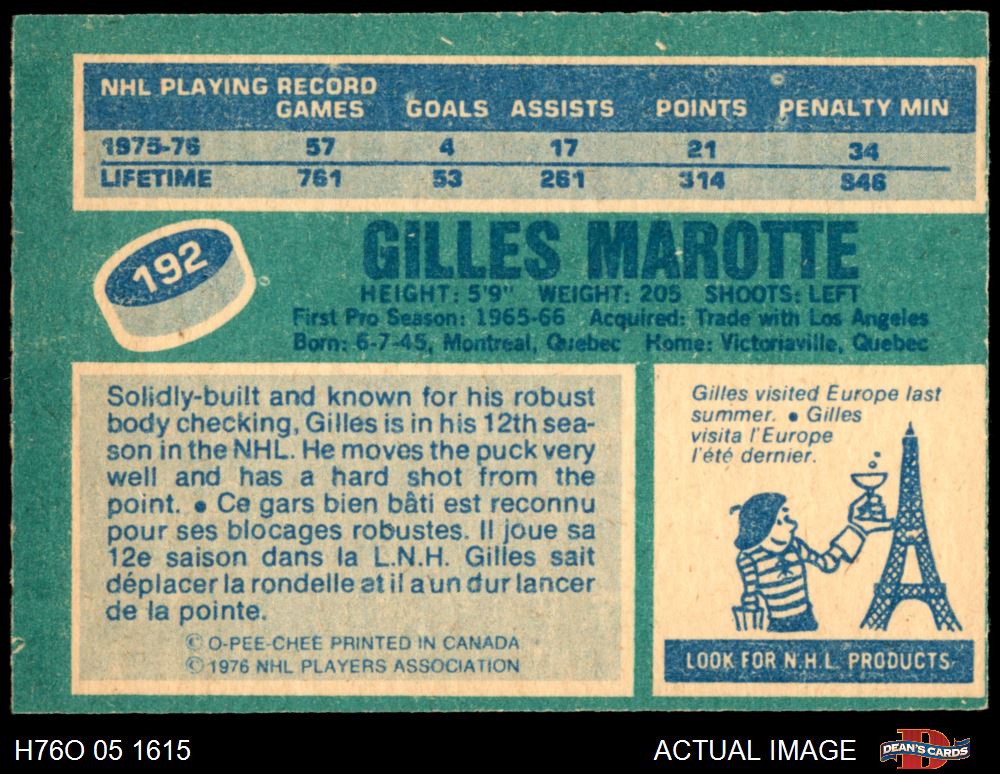 NHL PLAYING RECORD
GAMES GOALS ASSISTS POINTS PENALTY MIN
1975-76 57 4 17 21 34
LIFETIME 761 53 261 314 846
192
GILLES MAROTTE
HEIGHT: 5'9" WEIGHT: 205 SHOOTS: LEFT
First Pro Season: 1965-66 Acquired: Trade with Los Angeles
Born: 6-7-45, Montreal, Quebec Home: Victoriaville, Quebec
Solidly-built and known for his robust
body checking, Gilles is in his 12th sea-
son in the NHL. He moves the puck very
well and has a hard shot from the
point. • Ce gars bien bâti est reconnu
pour ses blocages robustes. Il joue sa
12e saison dans la L.N.H. Gilles sait
déplacer la rondelle et il a un dur lancer
de la pointe.
© O-PEE-CHEE PRINTED IN CANADA
© 1976 NHL PLAYERS ASSOCIATION
Gilles visited Europe last
summer. • Gilles
visita l'Europe
l'été dernier.
LOOK FOR N.H.L. PRODUCTS
H76O 05 1615
ACTUAL IMAGE
DEAN'S CARDS